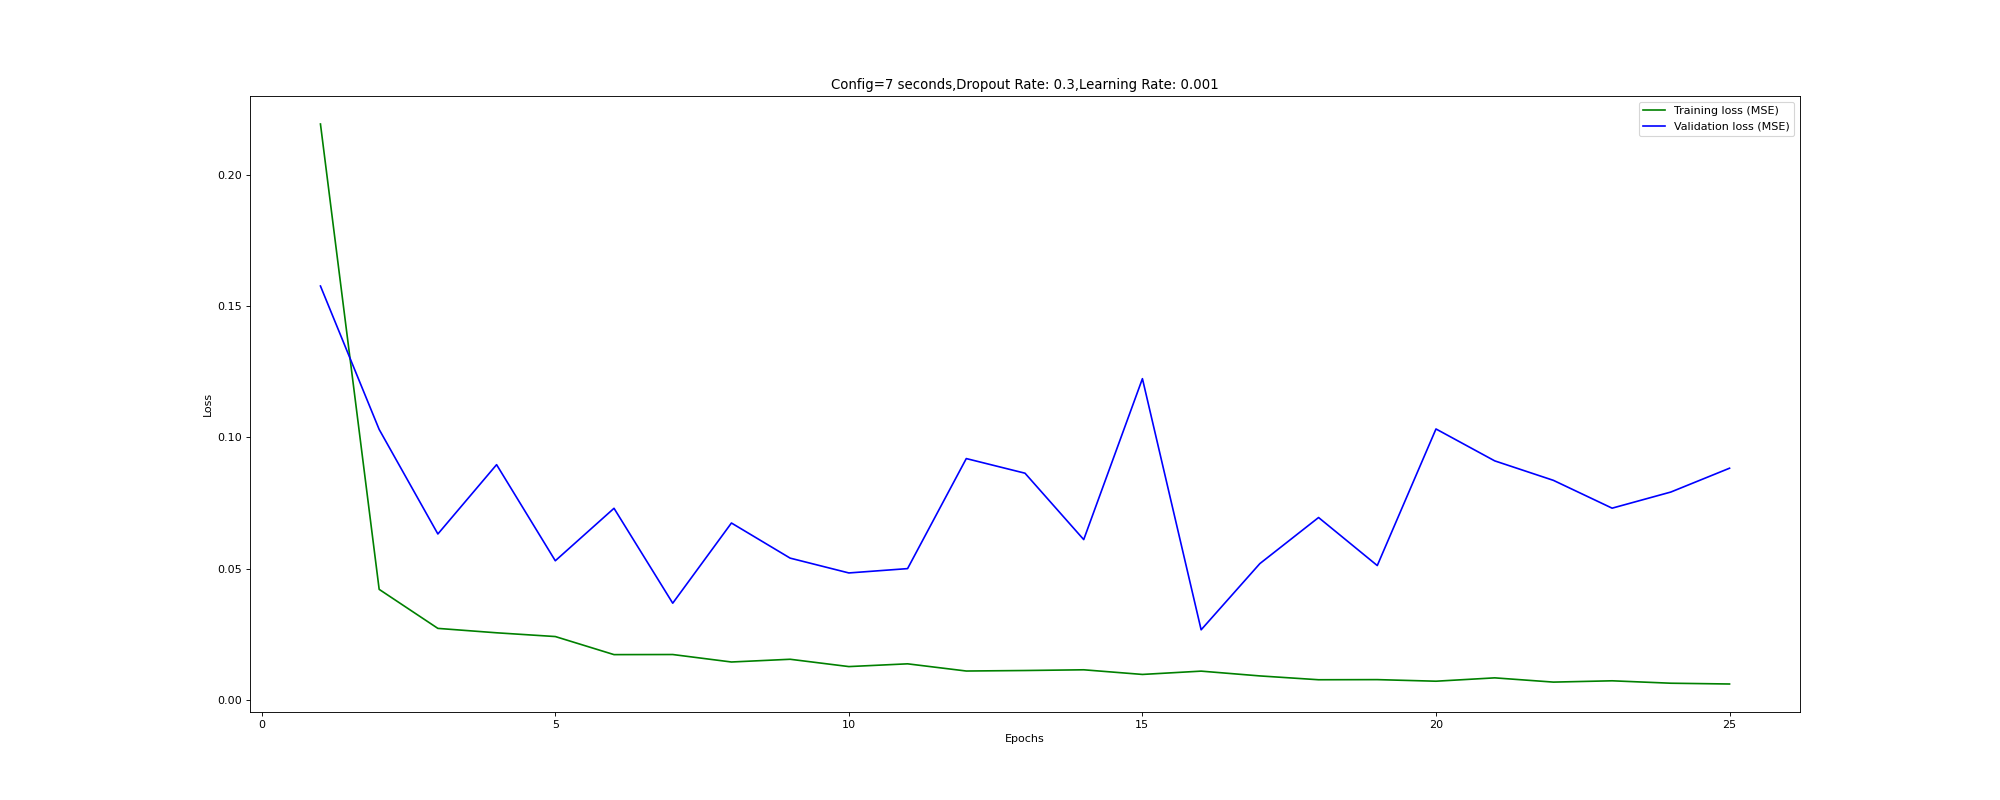 Config=7 seconds,Dropout Rate: 0.3,Learning Rate: 0.001
Training loss (MSE)
Validation loss (MSE)
0.20
0.15
0.10
0.05
0.00
Loss
0 5 10 15 20 25
Epochs